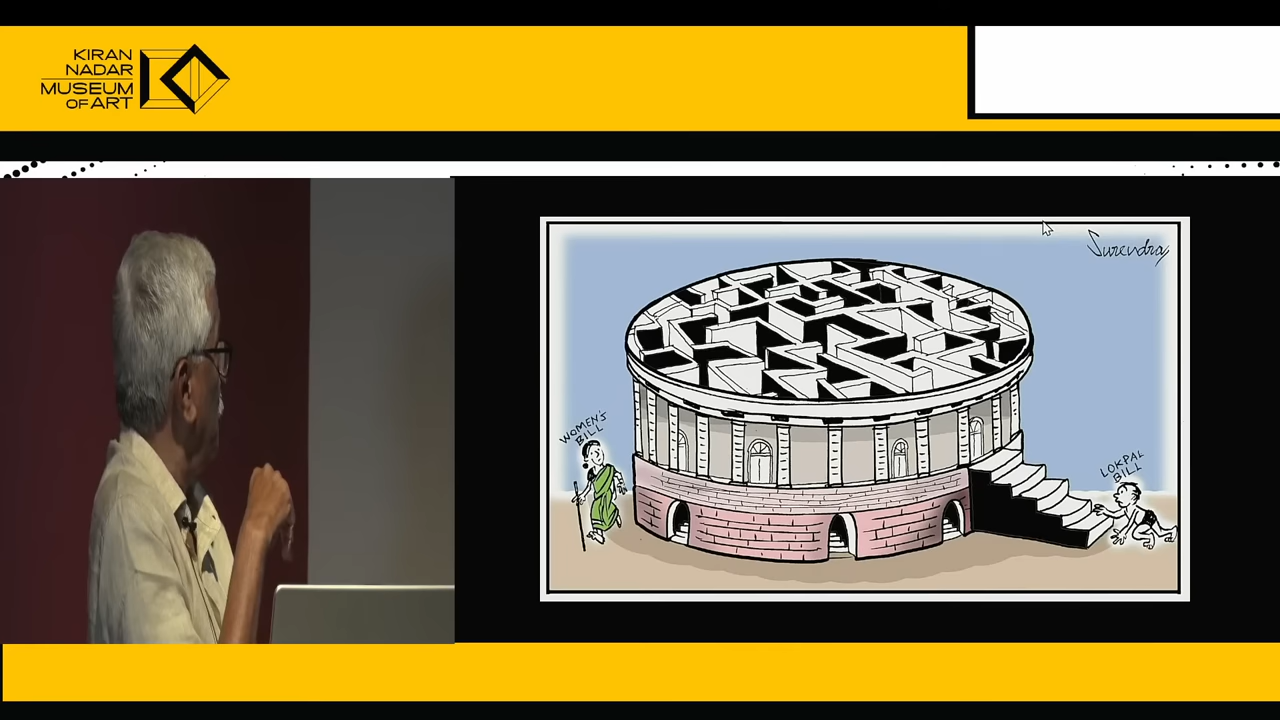 KIRAN
NADAR
MUSEUM
OF ART
Surendra
WOMEN'S
BILL
LOKPAL
BILL